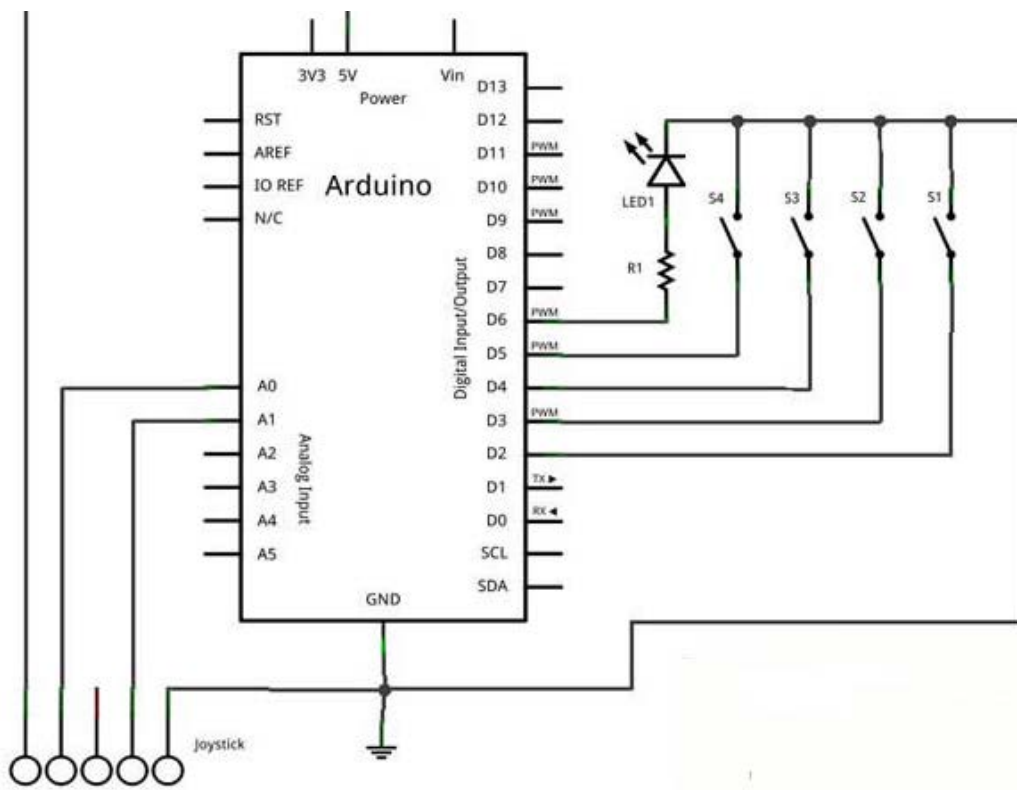 3V3 5V Vin
Power
Arduino
RST
AREF
IO REF
N/C
A0
A1
A2
A3
A4
A5
Analog Input
D13
D12
D11 PWM
D10 PWM
D9 PWM
D8
D7
D6 PWM
D5 PWM
D4
D3 PWM
D2
D1 TX ▶
D0 RX ◀
SCL
SDA
Digital Input/Output
GND
LED1
R1
S4 S3 S2 S1
Joystick